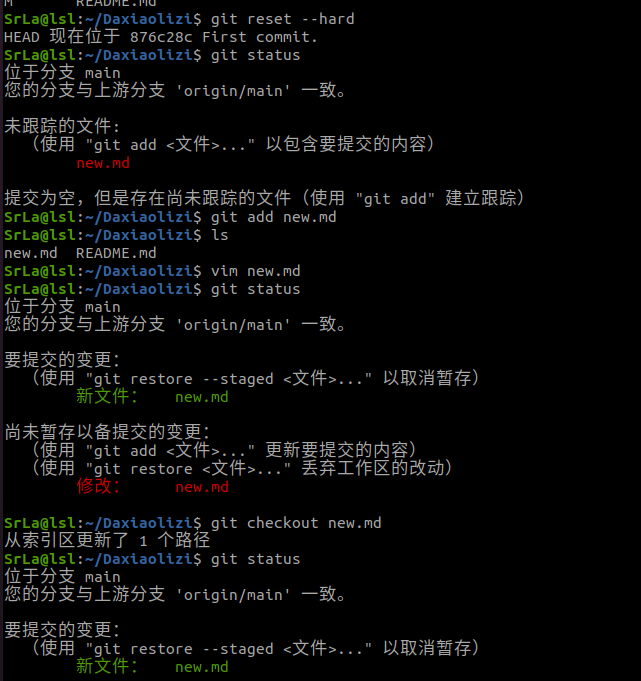 M       README.md
SrLa@lsl:~/Daxiaolizi$ git reset --hard
HEAD 现在位于 876c28c First commit.
SrLa@lsl:~/Daxiaolizi$ git status
位于分支 main
您的分支与上游分支 'origin/main' 一致。
未跟踪的文件:
（使用 "git add <文件>..." 以包含要提交的内容）
new.md
提交为空，但是存在尚未跟踪的文件（使用 "git add" 建立跟踪）
SrLa@lsl:~/Daxiaolizi$ git add new.md
SrLa@lsl:~/Daxiaolizi$ ls
new.md  README.md
SrLa@lsl:~/Daxiaolizi$ vim new.md
SrLa@lsl:~/Daxiaolizi$ git status
位于分支 main
您的分支与上游分支 'origin/main' 一致。
要提交的变更：
（使用 "git restore --staged <文件>..." 以取消暂存）
新文件：   new.md
尚未暂存以备提交的变更：
（使用 "git add <文件>..." 更新要提交的内容）
（使用 "git restore <文件>..." 丢弃工作区的改动）
修改：     new.md
SrLa@lsl:~/Daxiaolizi$ git checkout new.md
从索引区更新了 1 个路径
SrLa@lsl:~/Daxiaolizi$ git status
位于分支 main
您的分支与上游分支 'origin/main' 一致。
要提交的变更：
（使用 "git restore --staged <文件>..." 以取消暂存）
新文件：   new.md